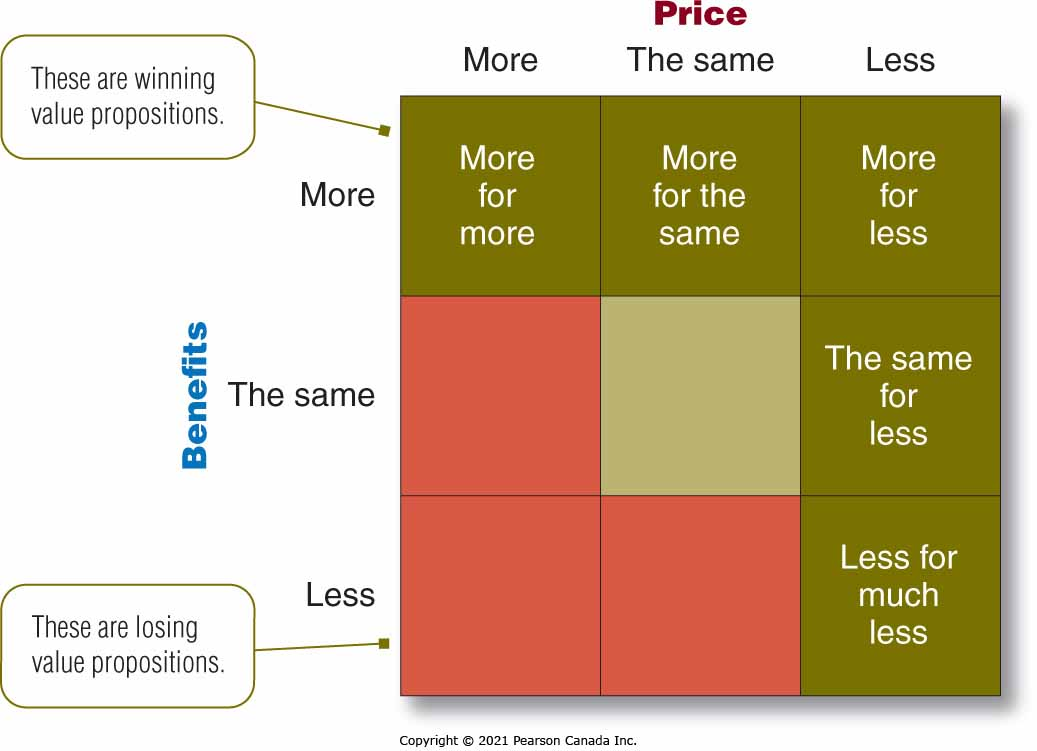 Price
More
The same
Less
These are winning
value propositions.
More
More
for
more
More
for the
same
More
for
less
Benefits
The same
The same
for
less
Less
These are losing
value propositions.
Less for
much
less
Copyright © 2021 Pearson Canada Inc.